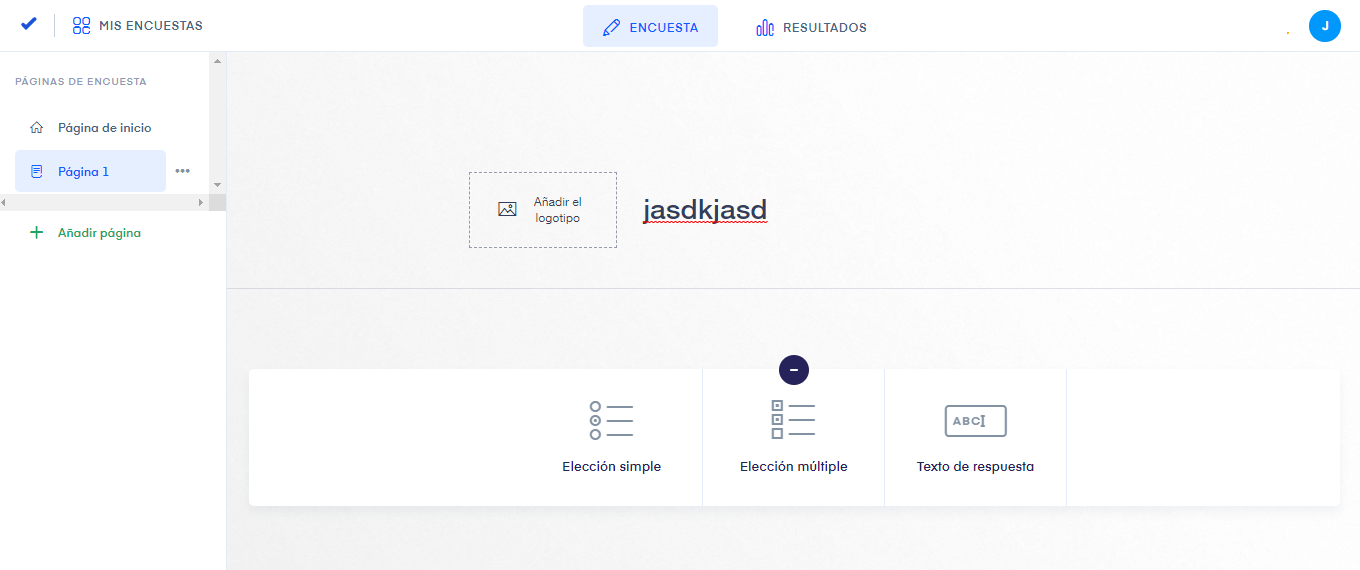 MIS ENCUESTAS
ENCUESTA
RESULTADOS
J
PÁGINAS DE ENCUESTA
Página de inicio
Página 1
Añadir página
Añadir el
logotipo
jasdkjasd
Elección simple
Elección múltiple
ABC
Texto de respuesta